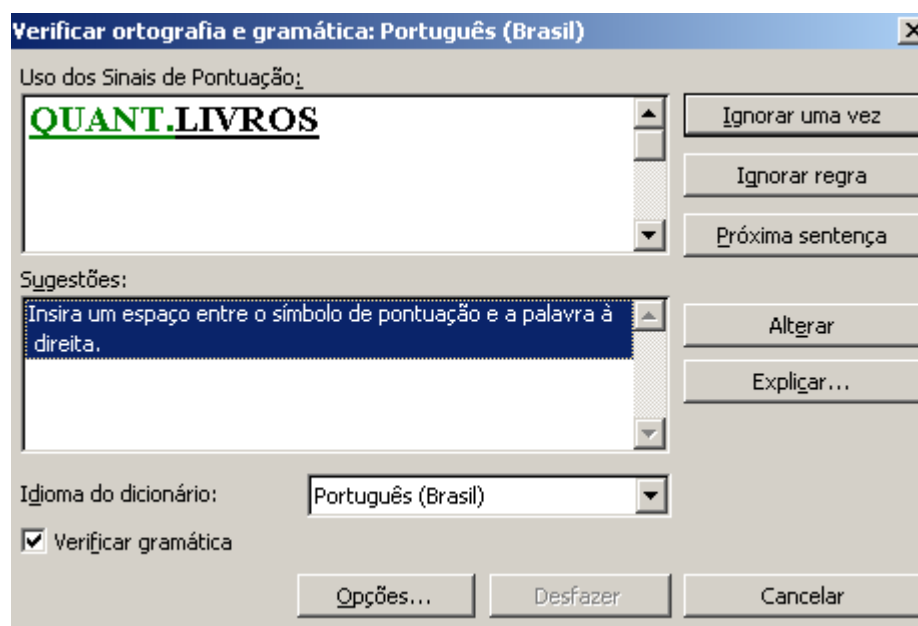 Verificar ortografia e gramática: Português (Brasil)
Uso dos Sinais de Pontuação:
QUANT.LIVROS
Ignorar uma vez
Ignorar regra
Próxima sentença
Sugestões:
Insira um espaço entre o símbolo de pontuação e a palavra à
direita.
Alterar
Explicar...
Idioma do dicionário:
Português (Brasil)
Verificar gramática
Opções...
Desfazer
Cancelar